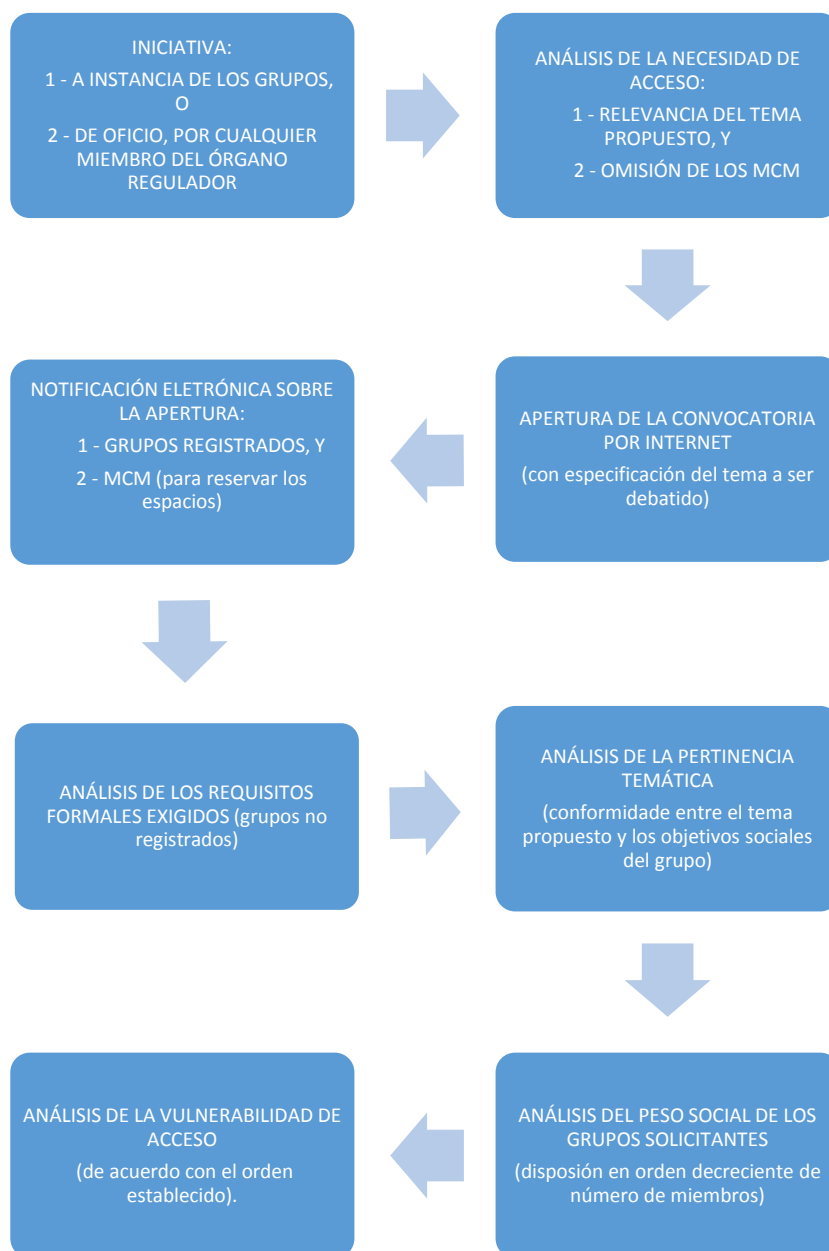 INICIATIVA:
1 - A INSTANCIA DE LOS GRUPOS,
O
2 - DE OFICIO, POR CUALQUIER
MIEMBRO DEL ÓRGANO
REGULADOR
ANÁLISIS DE LA NECESIDAD DE
ACCESO:
1 - RELEVANCIA DEL TEMA
PROPUESTO, Y
2 - OMISIÓN DE LOS MCM
APERTURA DE LA CONVOCATORIA
POR INTERNET
(con especificación del tema a ser
debatido)
NOTIFICACIÓN ELETRÓNICA SOBRE
LA APERTURA:
1 - GRUPOS REGISTRADOS, Y
2 - MCM (para reservar los
espacios)
ANÁLISIS DE LOS REQUISITOS
FORMALES EXIGIDOS (grupos no
registrados)
ANÁLISIS DE LA PERTINENCIA
TEMÁTICA
(conformidade entre el tema
propuesto y los objetivos sociales
del grupo)
ANÁLISIS DEL PESO SOCIAL DE LOS
GRUPOS SOLICITANTES
(disposión en orden decreciente de
número de miembros)
ANÁLISIS DE LA VULNERABILIDAD DE
ACCESO
(de acuerdo con el orden
establecido).